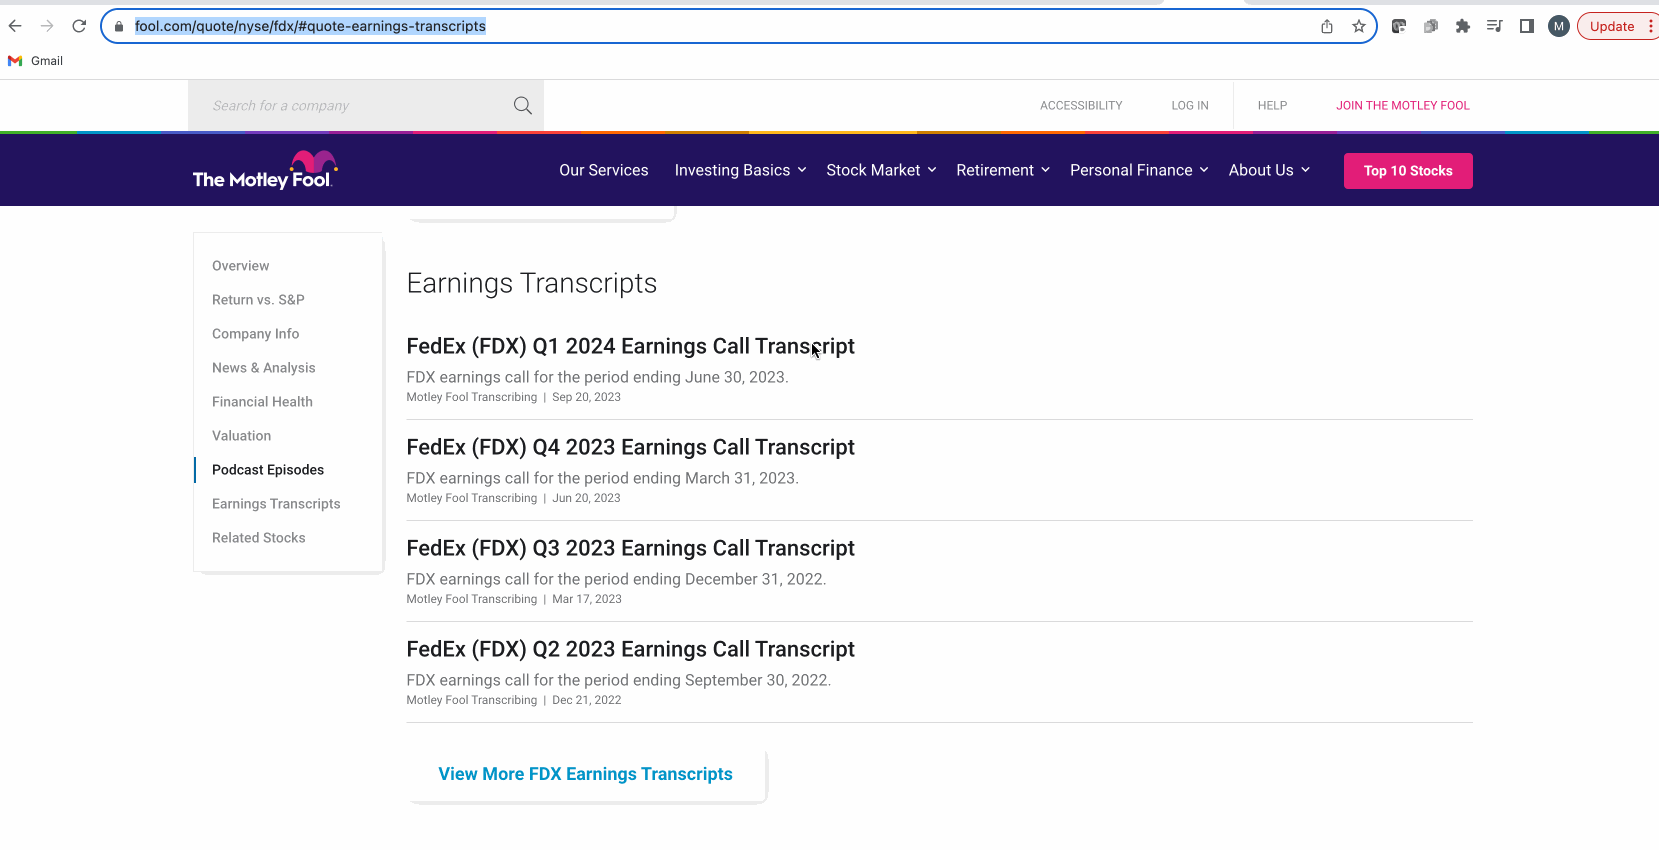 fool.com/quote/nyse/fdx/#quote-earnings-transcripts
M
Update
Gmail
Search for a company
ACCESSIBILITY
LOG IN
HELP
JOIN THE MOTLEY FOOL
The Motley Fool.
Our Services
Investing Basics
Stock Market
Retirement
Personal Finance
About Us
Top 10 Stocks
Overview
Return vs. S&P
Company Info
News & Analysis
Financial Health
Valuation
Podcast Episodes
Earnings Transcripts
Related Stocks
Earnings Transcripts
FedEx (FDX) Q1 2024 Earnings Call Transcript
FDX earnings call for the period ending June 30, 2023.
Motley Fool Transcribing | Sep 20, 2023
FedEx (FDX) Q4 2023 Earnings Call Transcript
FDX earnings call for the period ending March 31, 2023.
Motley Fool Transcribing | Jun 20, 2023
FedEx (FDX) Q3 2023 Earnings Call Transcript
FDX earnings call for the period ending December 31, 2022.
Motley Fool Transcribing | Mar 17, 2023
FedEx (FDX) Q2 2023 Earnings Call Transcript
FDX earnings call for the period ending September 30, 2022.
Motley Fool Transcribing | Dec 21, 2022
View More FDX Earnings Transcripts